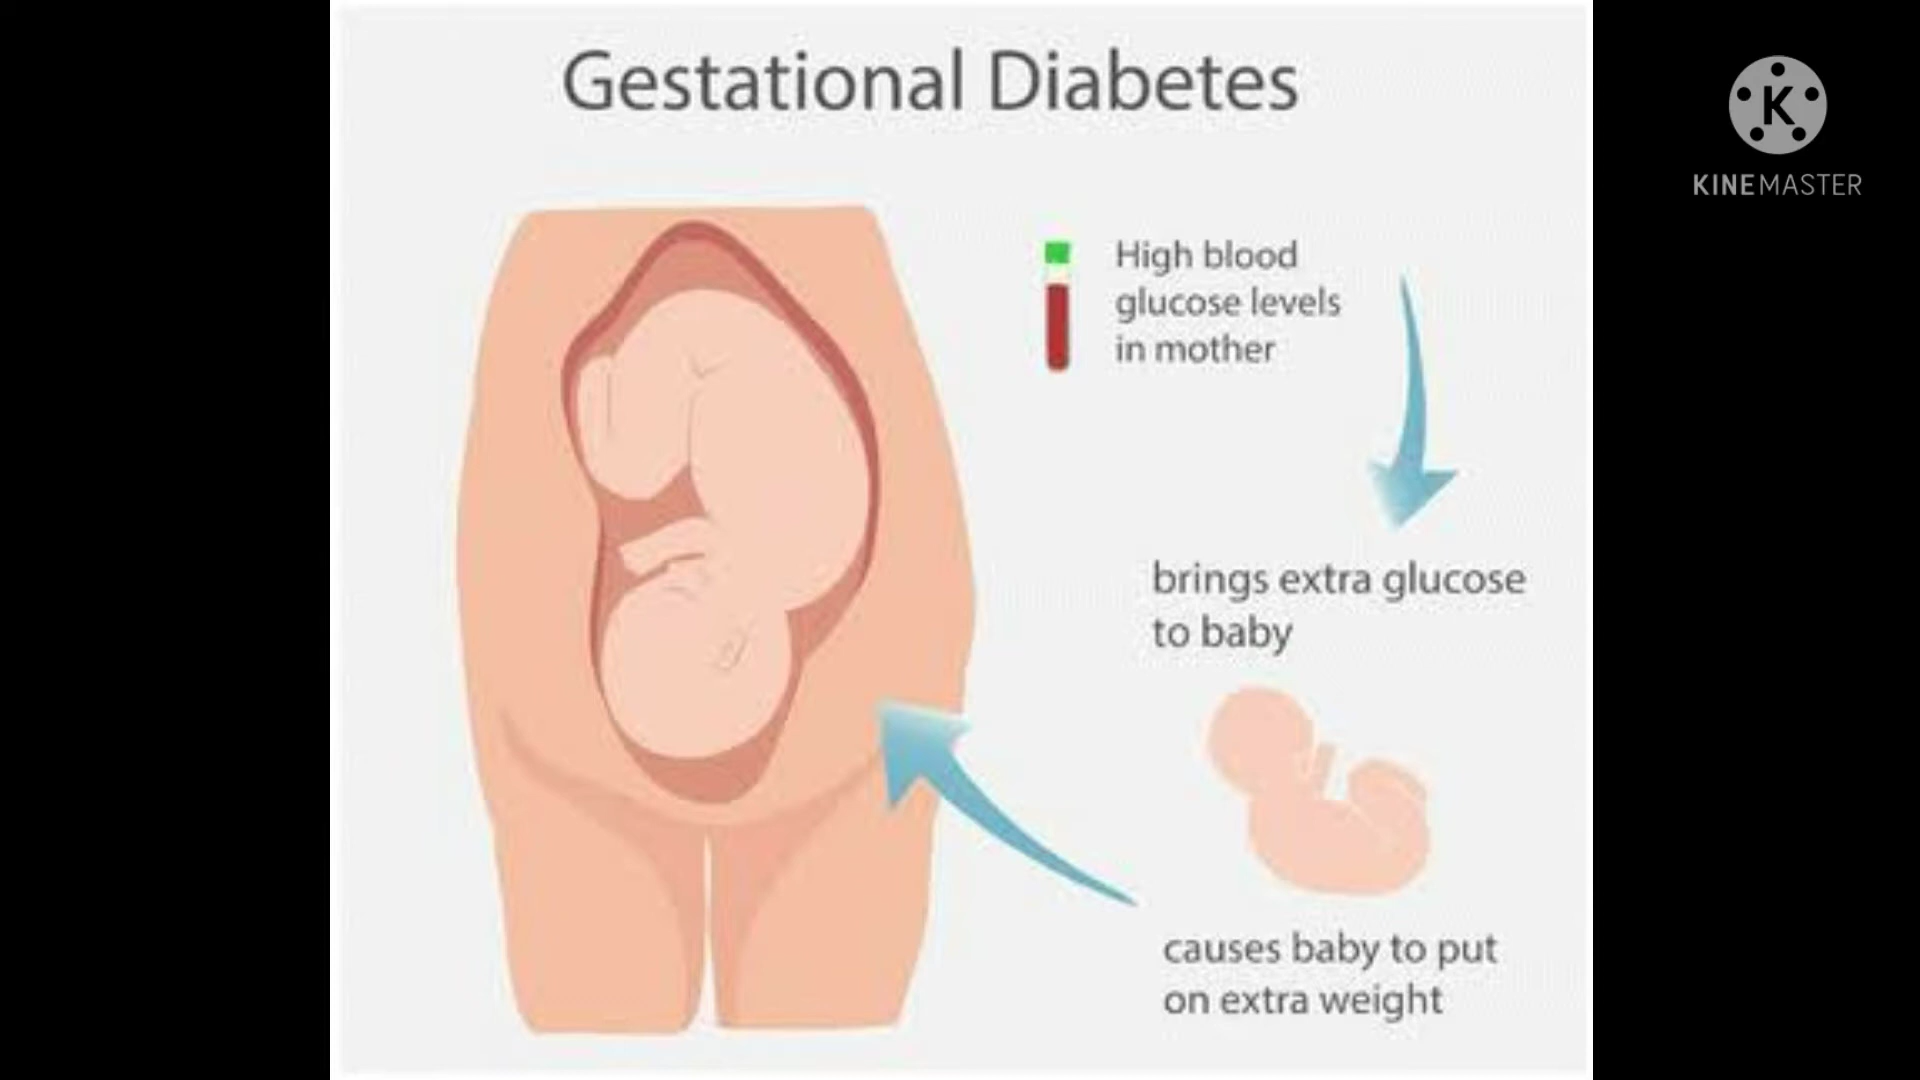 Gestational Diabetes
High blood
glucose levels
in mother
brings extra glucose
to baby
causes baby to put
on extra weight
K
KINEMASTER